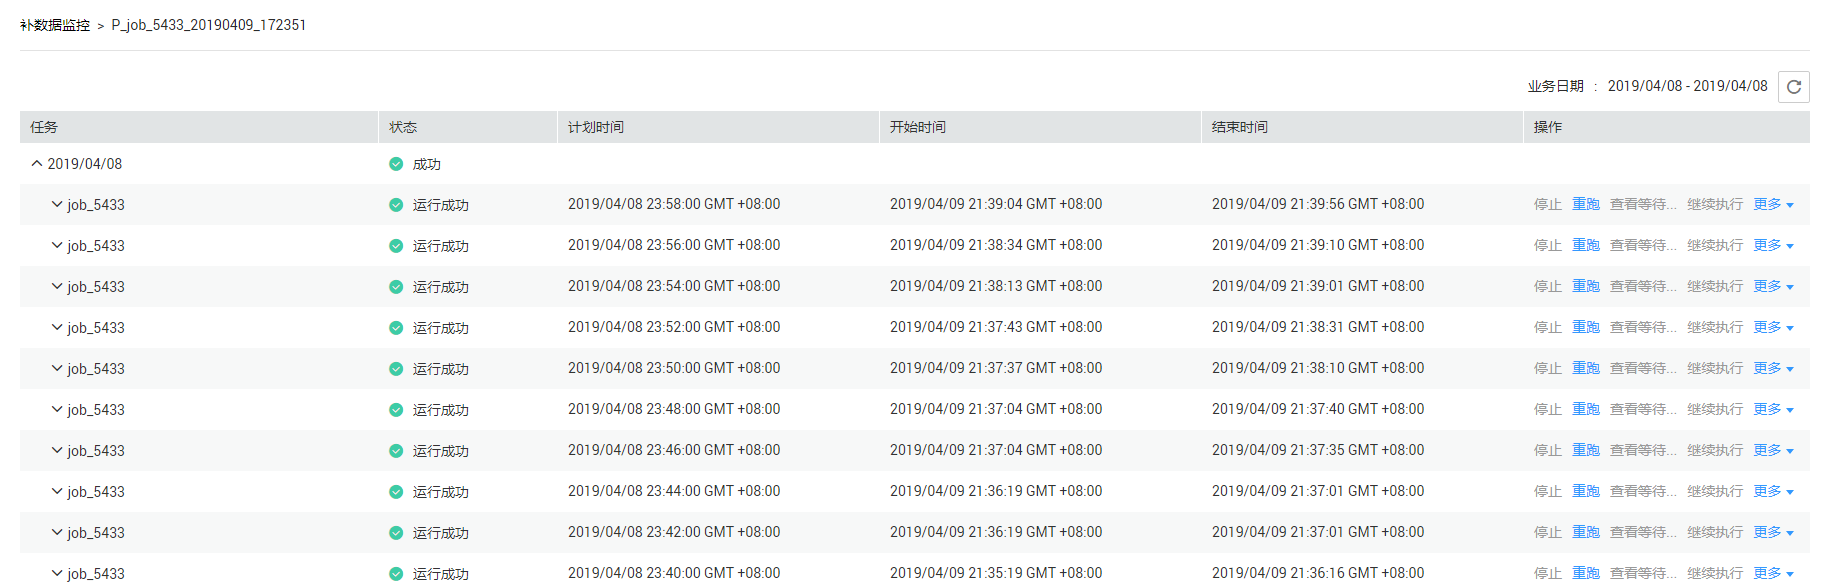 补数据监控 > P_job_5433_20190409_172351
业务日期 : 2019/04/08 - 2019/04/08
任务 状态 计划时间 开始时间 结束时间 操作
2019/04/08 成功
job_5433 运行成功 2019/04/08 23:58:00 GMT +08:00 2019/04/09 21:39:04 GMT +08:00 2019/04/09 21:39:56 GMT +08:00 停止 重跑 查看等待... 继续执行 更多
job_5433 运行成功 2019/04/08 23:56:00 GMT +08:00 2019/04/09 21:38:34 GMT +08:00 2019/04/09 21:39:10 GMT +08:00 停止 重跑 查看等待... 继续执行 更多
job_5433 运行成功 2019/04/08 23:54:00 GMT +08:00 2019/04/09 21:38:13 GMT +08:00 2019/04/09 21:39:01 GMT +08:00 停止 重跑 查看等待... 继续执行 更多
job_5433 运行成功 2019/04/08 23:52:00 GMT +08:00 2019/04/09 21:37:43 GMT +08:00 2019/04/09 21:38:31 GMT +08:00 停止 重跑 查看等待... 继续执行 更多
job_5433 运行成功 2019/04/08 23:50:00 GMT +08:00 2019/04/09 21:37:37 GMT +08:00 2019/04/09 21:38:10 GMT +08:00 停止 重跑 查看等待... 继续执行 更多
job_5433 运行成功 2019/04/08 23:48:00 GMT +08:00 2019/04/09 21:37:04 GMT +08:00 2019/04/09 21:37:40 GMT +08:00 停止 重跑 查看等待... 继续执行 更多
job_5433 运行成功 2019/04/08 23:46:00 GMT +08:00 2019/04/09 21:37:04 GMT +08:00 2019/04/09 21:37:35 GMT +08:00 停止 重跑 查看等待... 继续执行 更多
job_5433 运行成功 2019/04/08 23:44:00 GMT +08:00 2019/04/09 21:36:19 GMT +08:00 2019/04/09 21:37:01 GMT +08:00 停止 重跑 查看等待... 继续执行 更多
job_5433 运行成功 2019/04/08 23:42:00 GMT +08:00 2019/04/09 21:36:19 GMT +08:00 2019/04/09 21:37:01 GMT +08:00 停止 重跑 查看等待... 继续执行 更多
job_5433 运行成功 2019/04/08 23:40:00 GMT +08:00 2019/04/09 21:35:19 GMT +08:00 2019/04/09 21:36:16 GMT +08:00 停止 重跑 查看等待... 继续执行 更多